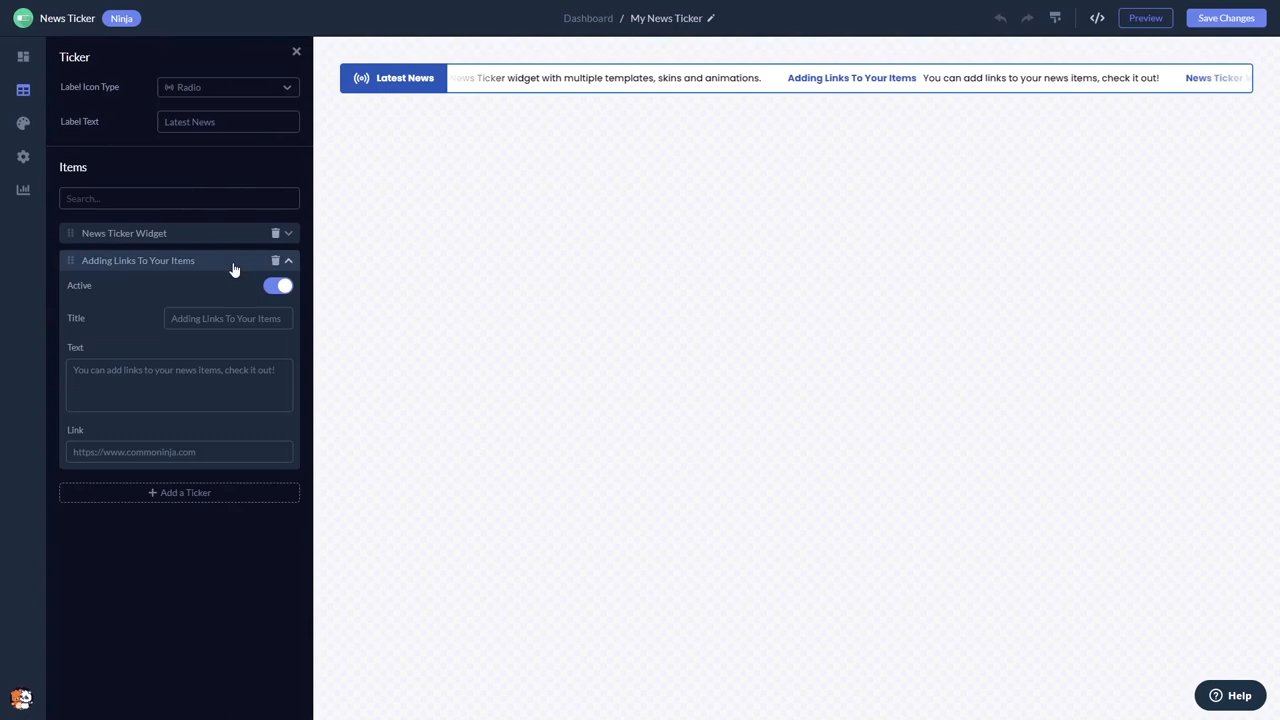 News Ticker Ninja Dashboard / My News Ticker Preview Save Changes
Ticker
Label Icon Type Radio
Label Text Latest News
Items
Search...
News Ticker Widget
Adding Links To Your Items
Active
Title Adding Links To Your Items
Text
You can add links to your news items, check it out!
Link
https://www.commoninja.com
+ Add a Ticker
Latest News News Ticker widget with multiple templates, skins and animations. Adding Links To Your Items You can add links to your news items, check it out! News Ticker
Help